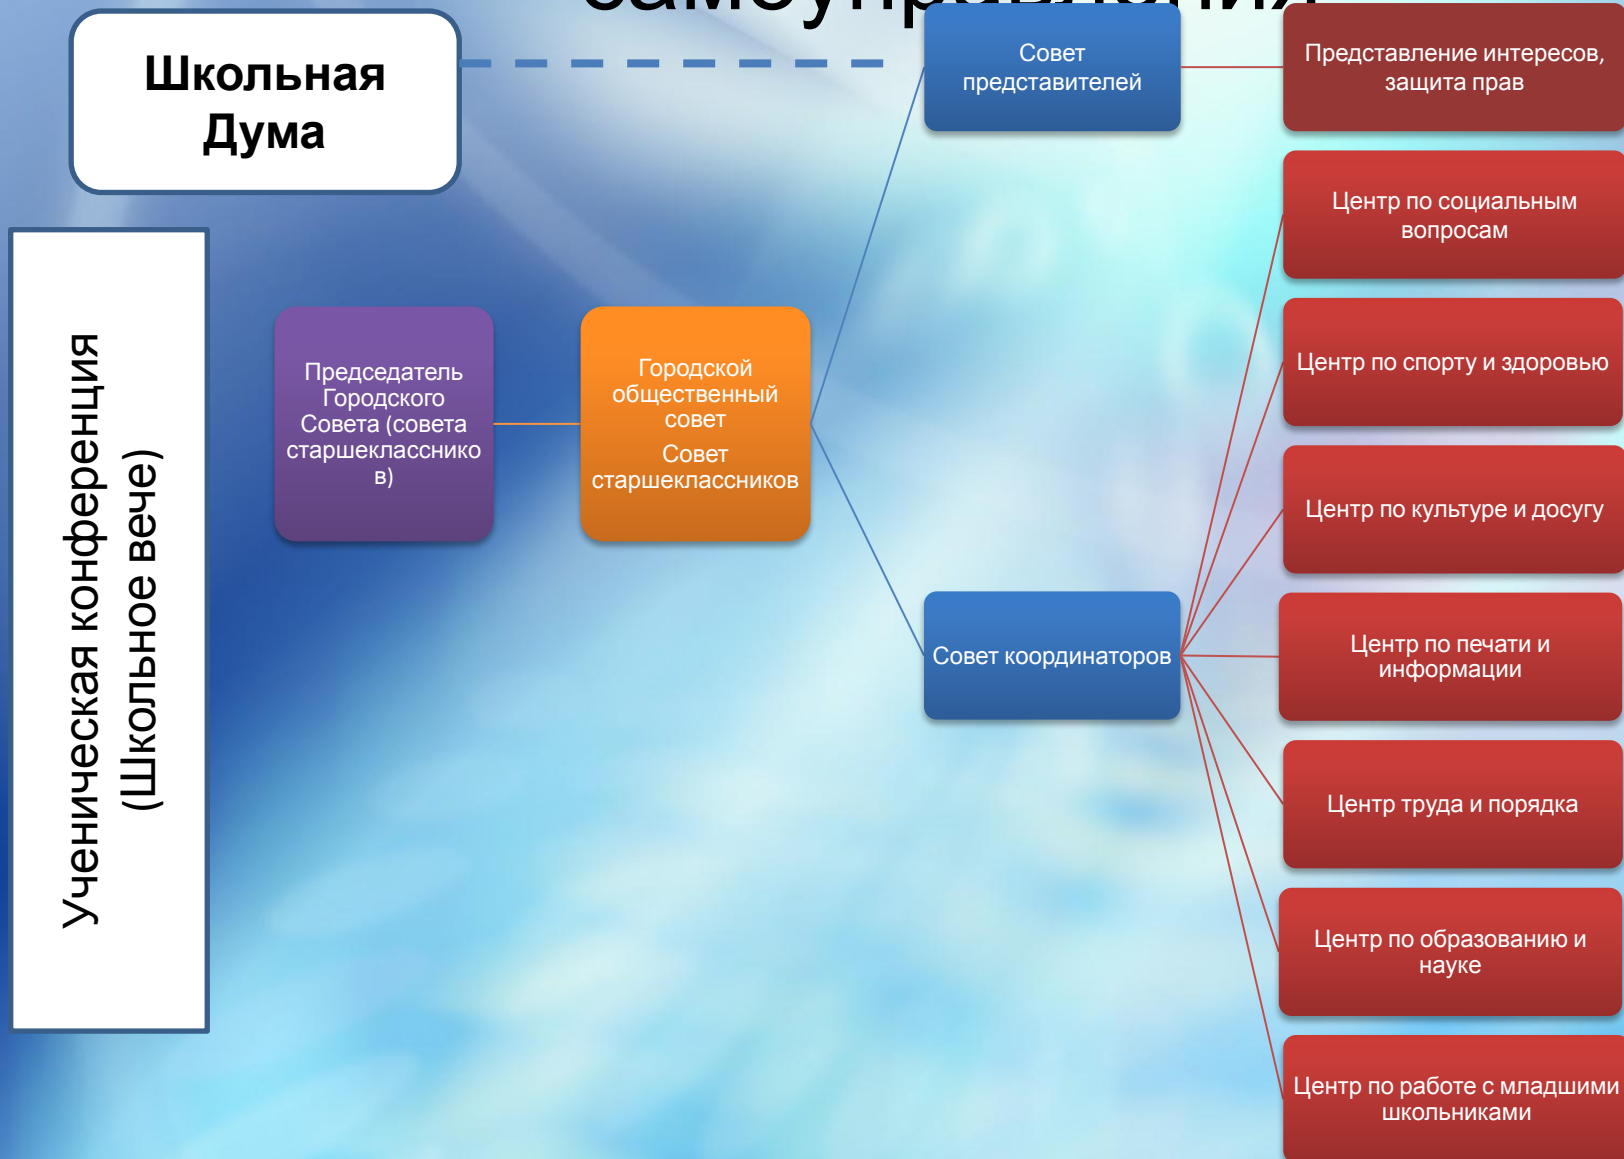 самоуправления
Школьная
Дума
Ученическая конференция
(Школьное вече)
Председатель
Городского
Совета (совета
старшекласснико
в)
Городской
общественный
совет
Совет
старшеклассников
Совет
представителей
Совет координаторов
Представление интересов,
защита прав
Центр по социальным
вопросам
Центр по спорту и здоровью
Центр по культуре и досугу
Центр по печати и
информации
Центр труда и порядка
Центр по образованию и
науке
Центр по работе с младшими
школьниками